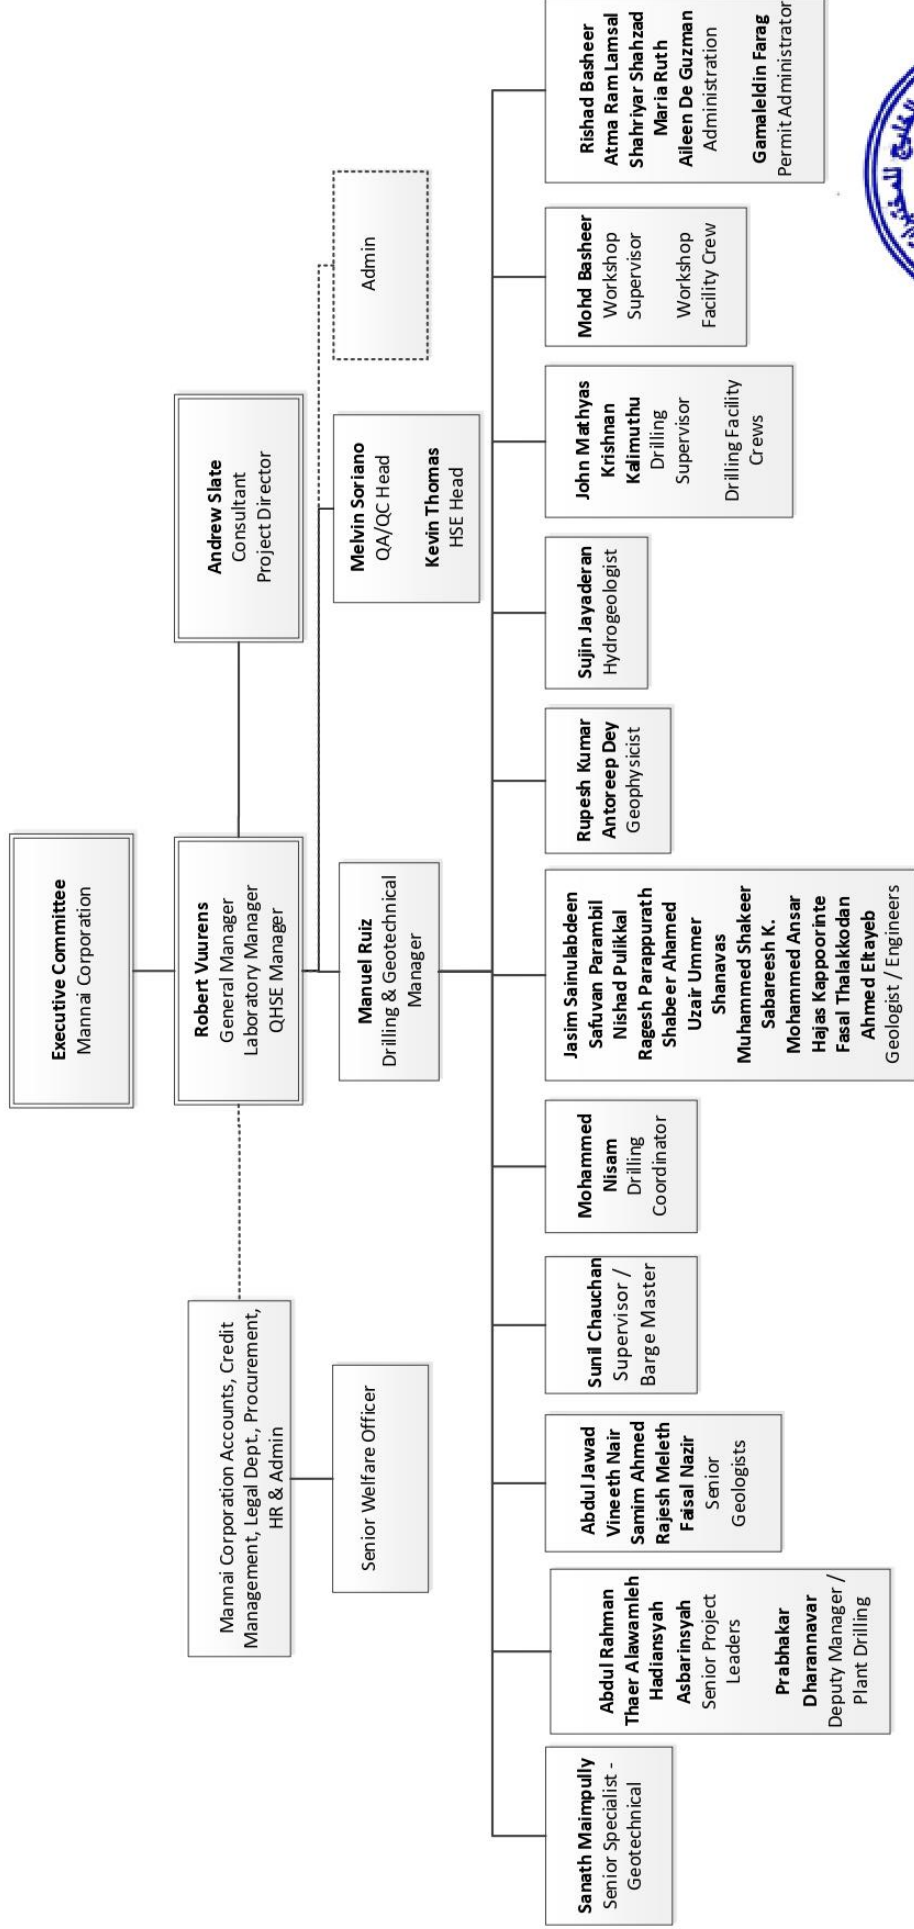 Executive Committee
Mannai Corporation
Mannai Corporation Accounts, Credit
Management, Legal Dept., Procurement,
HR & Admin
Robert Vuurens
General Manager
Laboratory Manager
QHSE Manager
Andrew Slate
Consultant
Project Director
Senior Welfare Officer
Manuel Ruiz
Drilling & Geotechnical
Manager
Melvin Soriano
QA/QC Head
Kevin Thomas
HSE Head
Admin
Sanath Maimpully
Senior Specialist -
Geotechnical
Abdul Rahman
Thaer Alawamleh
Hadiansyah
Asbarinsyah
Senior Project
Leaders
Prabhakar
Dharannavar
Deputy Manager /
Plant Drilling
Abdul Jawad
Vineeth Nair
Samim Ahmed
Rajesh Meleth
Faisal Nazir
Senior
Geologists
Sunil Chauchan
Supervisor /
Barge Master
Mohammed
Nisam
Drilling
Coordinator
Jasim Sainulabdeen
Safuvan Parambil
Nishad Pulikkal
Ragesh Parappurath
Shabeer Ahamed
Uzair Ummer
Shanavas
Muhammed Shakeer
Sabareesh K.
Mohammed Ansar
Hajas Kappoorinte
Fasal Thalakkodan
Ahmed Eltayeb
Geologist / Engineers
Rupesh Kumar
Antoreep Dey
Geophysicist
Sujin Jayaderan
Hydrogeologist
John Mathyas
Krishnan
Kalimuthu
Drilling
Supervisor
Drilling Facility
Crews
Mohd Basheer
Workshop
Supervisor
Workshop
Facility Crew
Rishad Basheer
Atma Ram Lamsal
Shahriyar Shahzad
Maria Ruth
Aileen De Guzman
Administration
Gamaleldin Farag
Permit Administrator